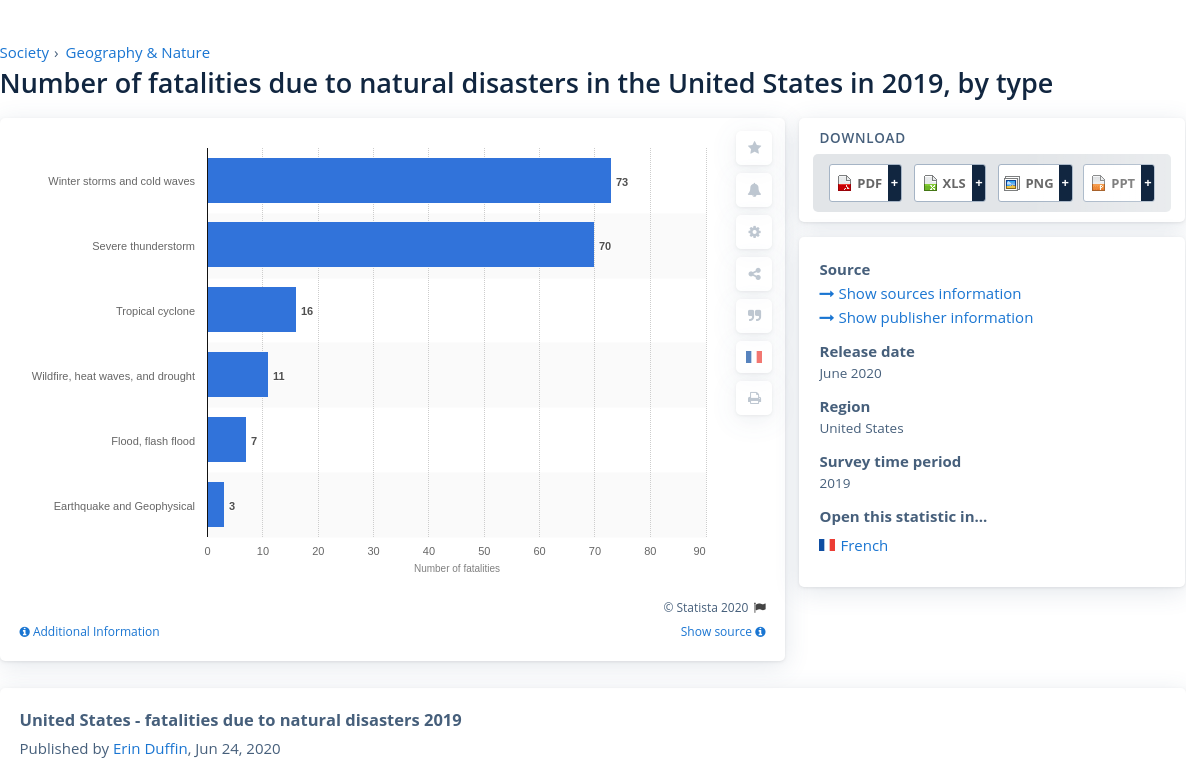 Society › Geography & Nature
Number of fatalities due to natural disasters in the United States in 2019, by type
Winter storms and cold waves 73
Severe thunderstorm 70
Tropical cyclone 16
Wildfire, heat waves, and drought 11
Flood, flash flood 7
Earthquake and Geophysical 3
0 10 20 30 40 50 60 70 80 90
Number of fatalities
© Statista 2020
Additional Information Show source
DOWNLOAD
PDF + XLS + PNG + PPT +
Source
Show sources information
Show publisher information
Release date
June 2020
Region
United States
Survey time period
2019
Open this statistic in...
French
United States - fatalities due to natural disasters 2019
Published by Erin Duffin, Jun 24, 2020